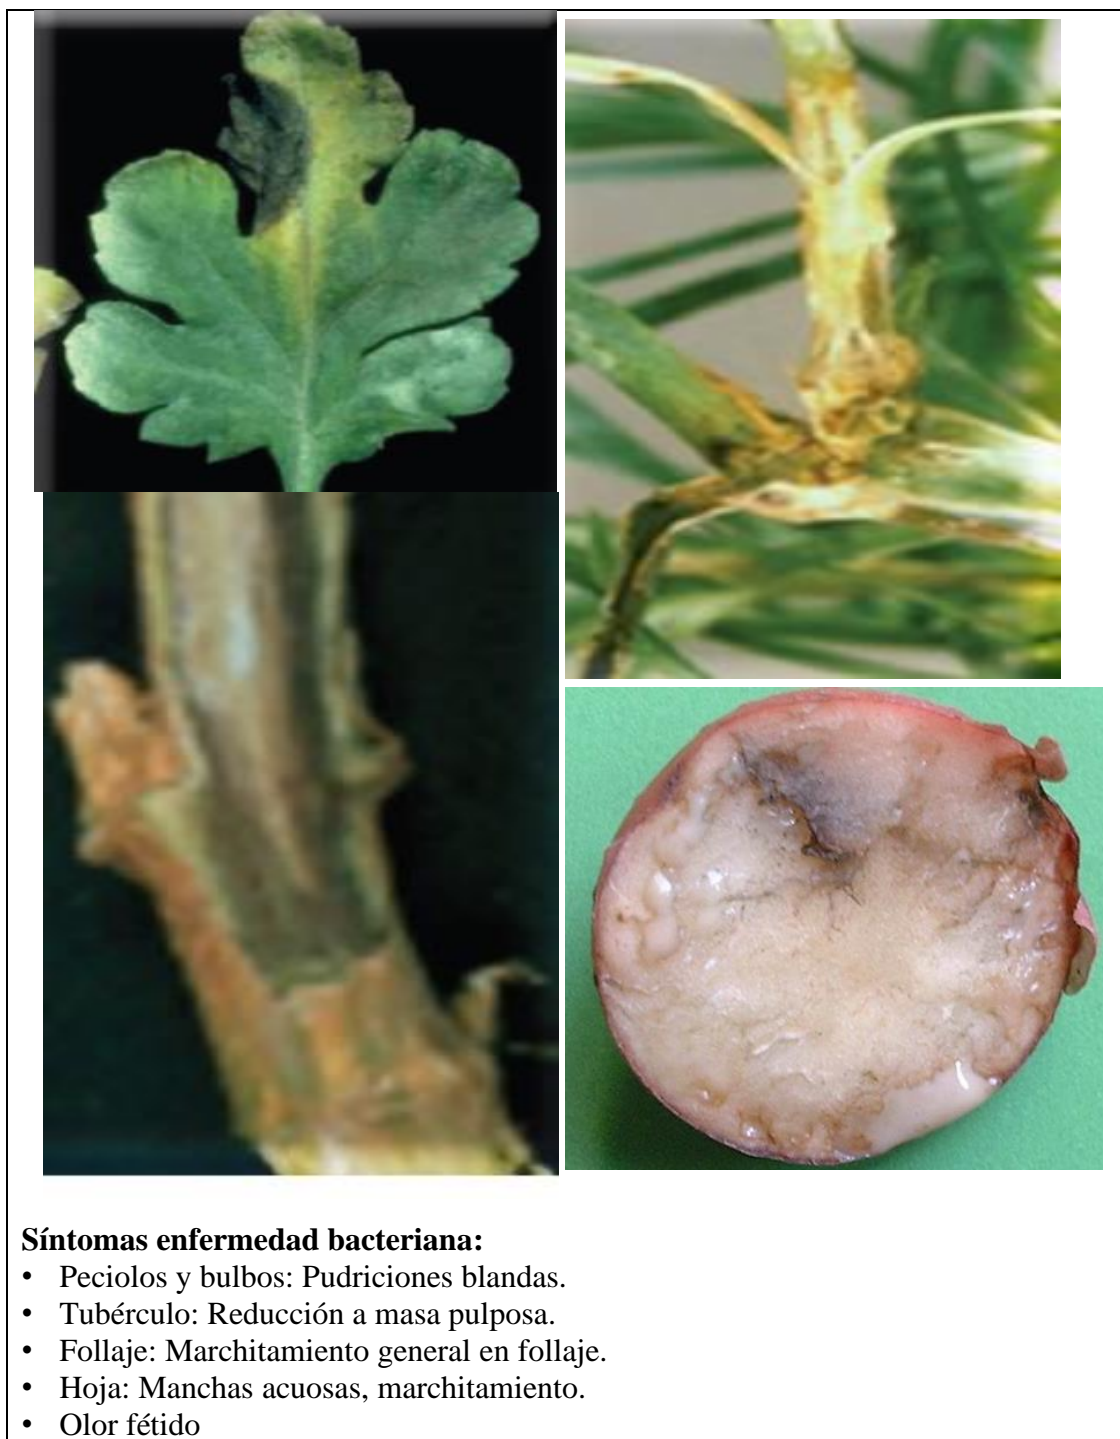 Síntomas enfermedad bacteriana:
• Peciolos y bulbos: Pudriciones blandas.
• Tubérculo: Reducción a masa pulposa.
• Follaje: Marchitamiento general en follaje.
• Hoja: Manchas acuosas, marchitamiento.
• Olor fétido